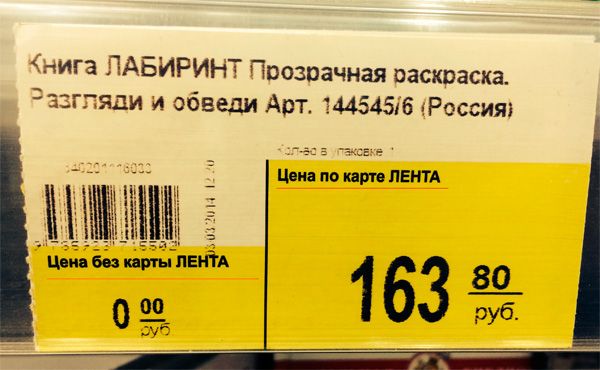 Книга ЛАБИРИНТ Прозрачная раскраска.
Разгляди и обведи Арт. 144545/6 (Россия)
Кол-во в упаковке 1
Цена по карте ЛЕНТА
163 80
руб.
Цена без карты ЛЕНТА
0 00
руб